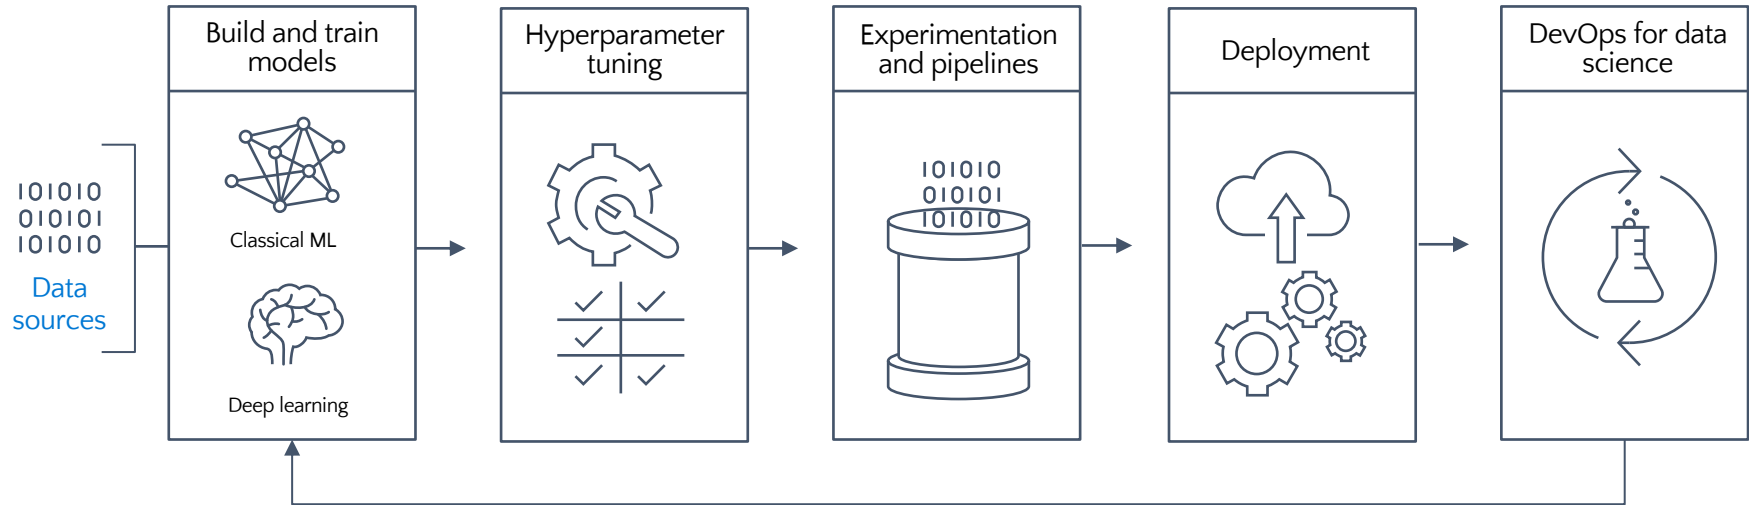 Build and train
models
Hyperparameter
tuning
Experimentation
and pipelines
Deployment
DevOps for data
science
101010
010101
101010
Data
sources
Classical ML
Deep learning
101010
010101
101010